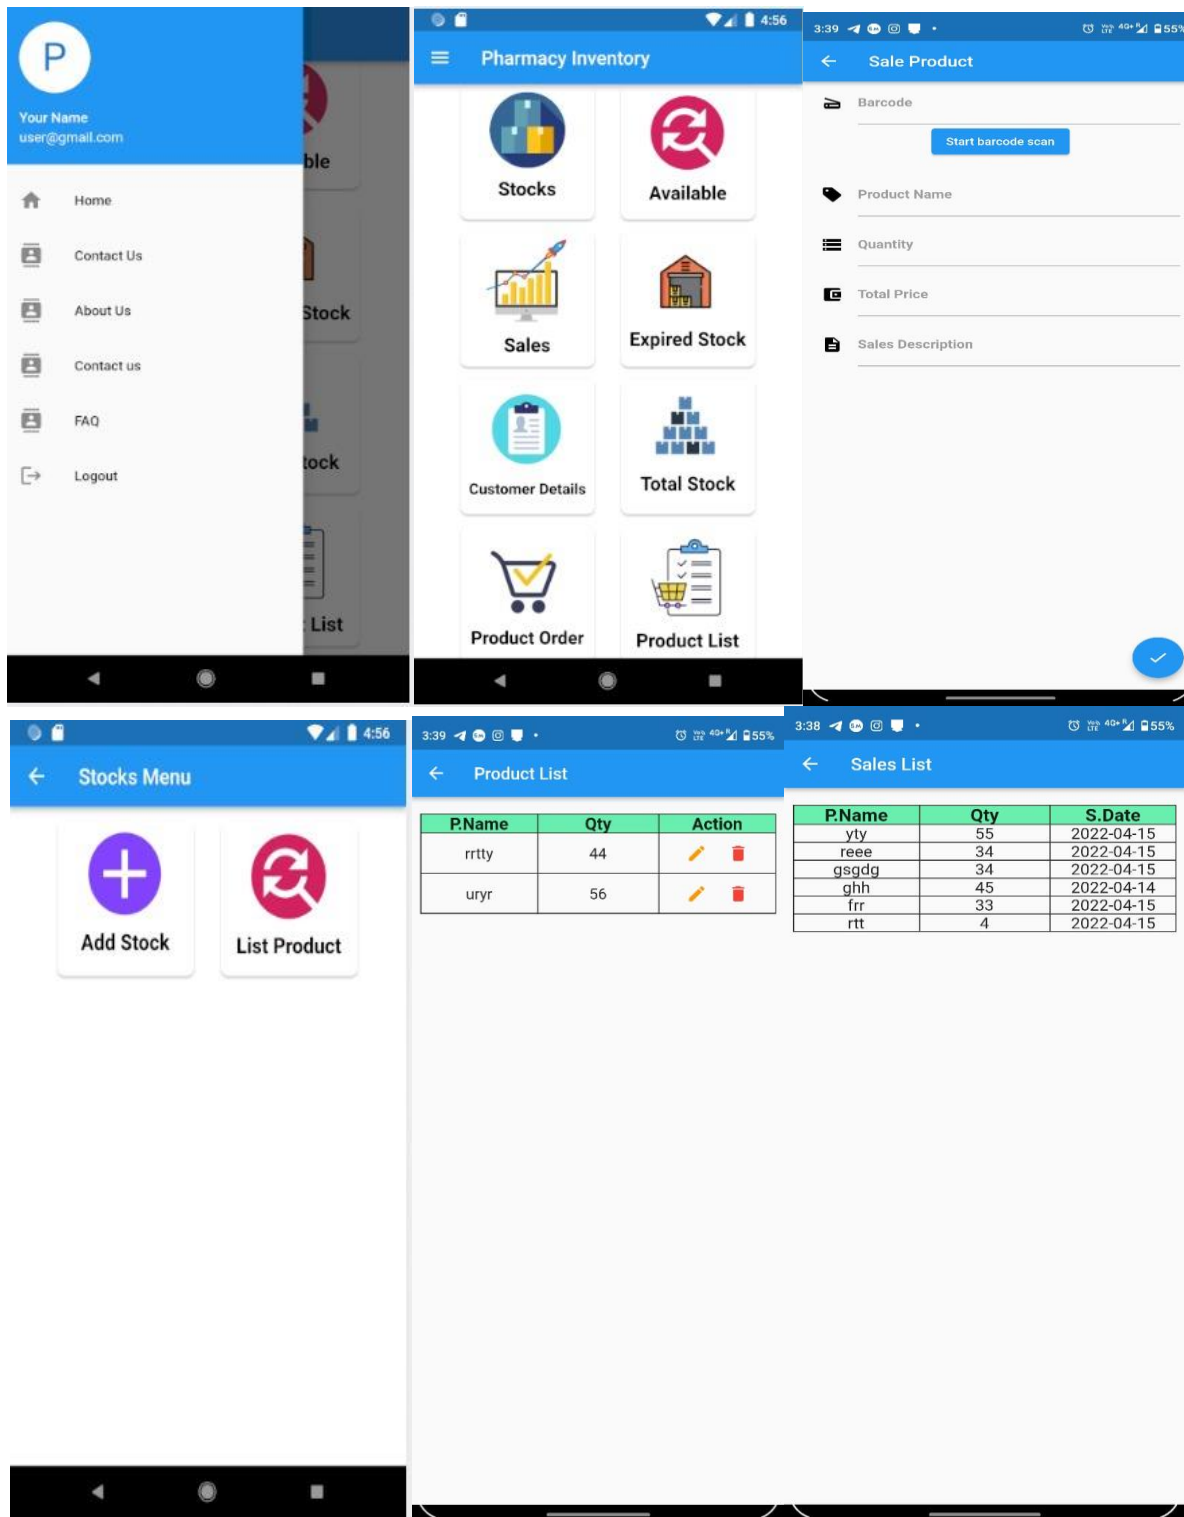 P
Your Name
user@gmail.com
Home
Contact Us
About Us
Contact us
FAQ
Logout
ble
Stock
tock
List
4:56
Pharmacy Inventory
Stocks
Available
Sales
Expired Stock
Customer Details
Total Stock
Product Order
Product List
3:39
4G+ R 55%
Sale Product
Barcode
Start barcode scan
Product Name
Quantity
Total Price
Sales Description
4:56
Stocks Menu
Add Stock
List Product
3:39
4G+ R 55%
Product List
P.Name Qty Action
rrtty 44
uryr 56
3:38
4G+ R 55%
Sales List
P.Name Qty S.Date
yty 55 2022-04-15
reee 34 2022-04-15
gsgdg 34 2022-04-15
ghh 45 2022-04-14
frr 33 2022-04-15
rtt 4 2022-04-15